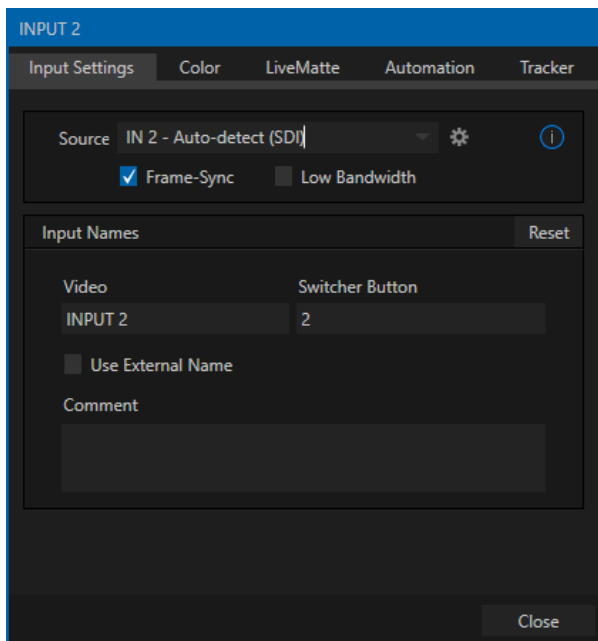 INPUT 2
Input Settings Color LiveMatte Automation Tracker
Source IN 2 - Auto-detect (SDI)
Frame-Sync Low Bandwidth
Input Names Reset
Video Switcher Button
INPUT 2 2
Use External Name
Comment
Close